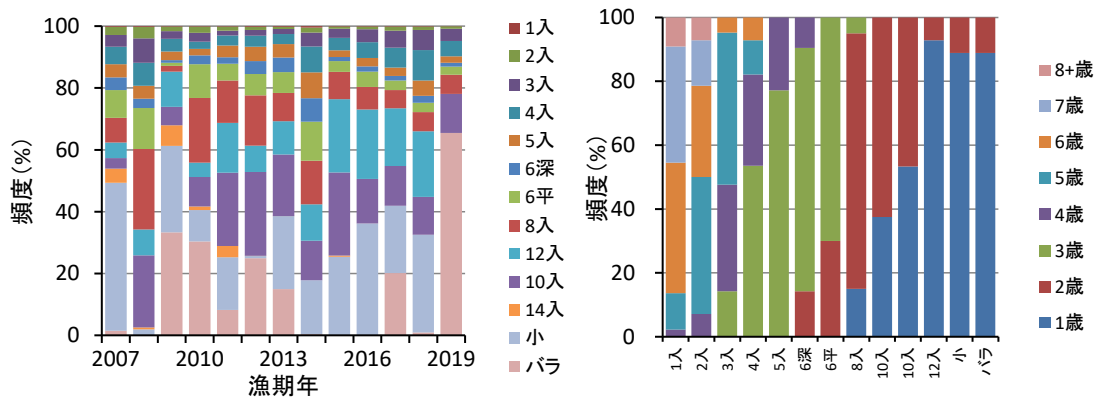 100
80
60
40
20
0
頻度(%)
2007
2010
2013
2016
2019
漁期年
1入
2入
3入
4入
5入
6深
6平
8入
12入
10入
14入
小
バラ
100
80
60
40
20
0
頻度(%)
1入
2入
3入
4入
5入
6深
6平
8入
10入
10入
12入
小
バラ
8+歳
7歳
6歳
5歳
4歳
3歳
2歳
1歳